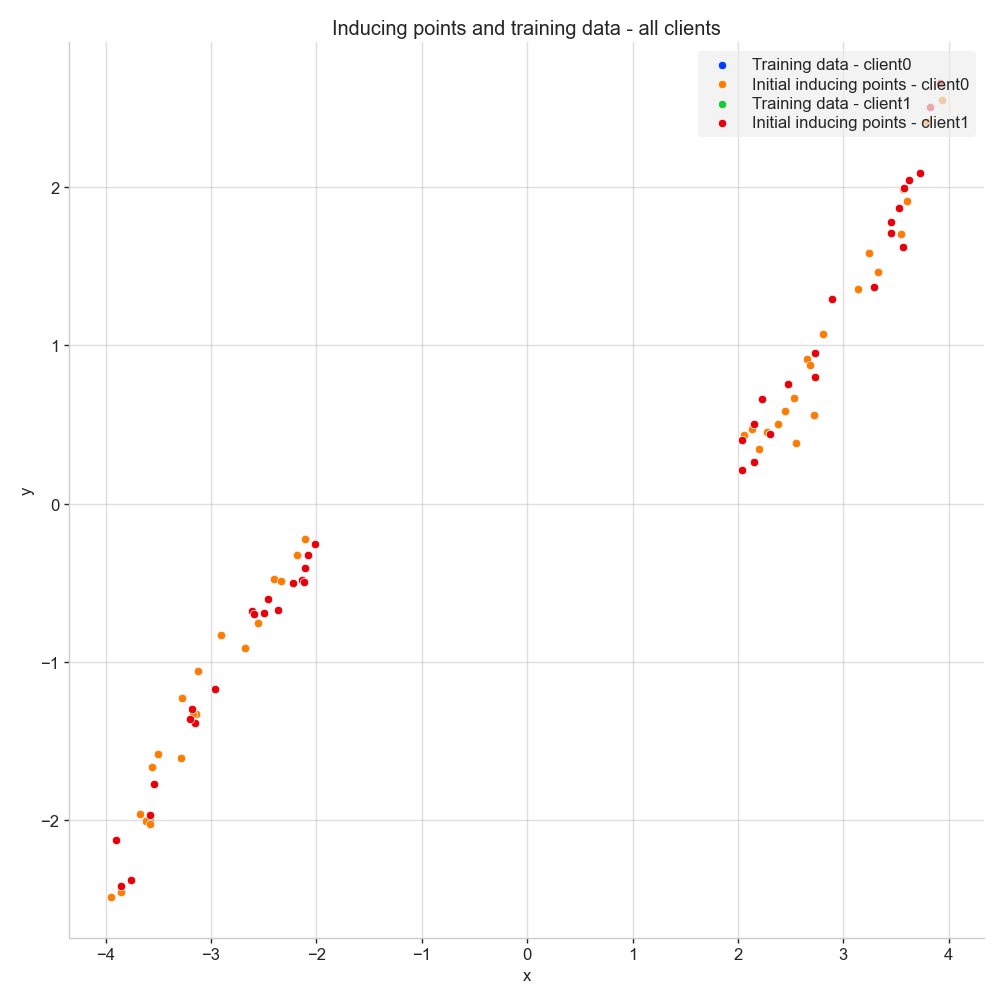 Inducing points and training data - all clients
Training data - client0
Initial inducing points - client0
Training data - client1
Initial inducing points - client1
2
1
0
−1
−2
y
−4 −3 −2 −1 0 1 2 3 4
x